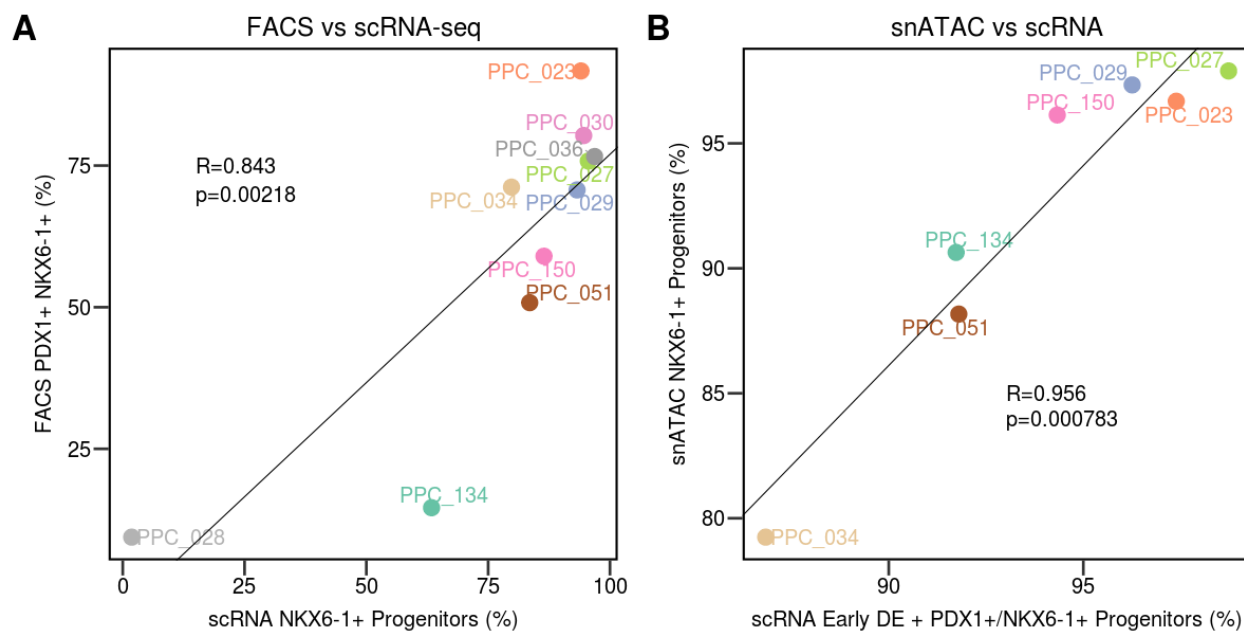 A
FACS vs scRNA-seq
FACS PDX1+ NKX6-1+ (%)
75
50
25
R=0.843
p=0.00218
PPC_023
PPC_030
PPC_036
PPC_027
PPC_034
PPC_029
PPC_150
PPC_051
PPC_134
PPC_028
0
25
50
75
100
scRNA NKX6-1+ Progenitors (%)
B
snATAC vs scRNA
snATAC NKX6-1+ Progenitors (%)
95
90
85
80
PPC_027
PPC_029
PPC_150
PPC_023
PPC_134
PPC_051
R=0.956
p=0.000783
PPC_034
90
95
scRNA Early DE + PDX1+/NKX6-1+ Progenitors (%)